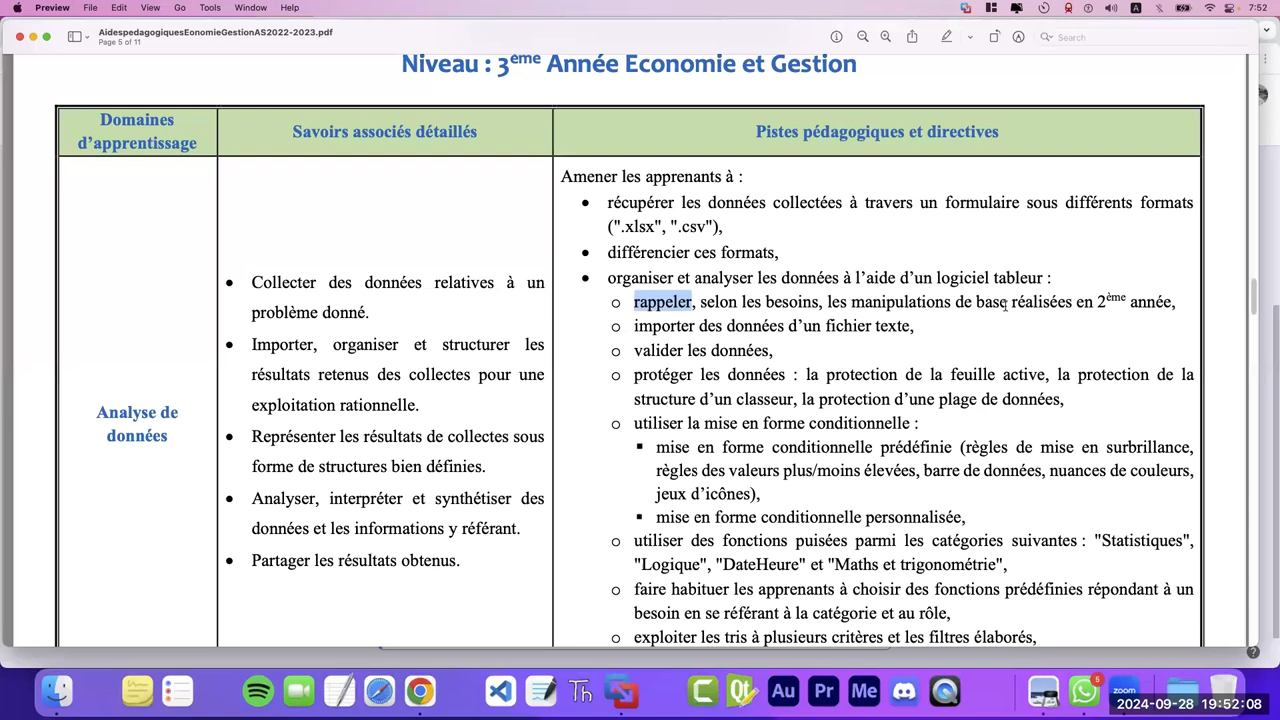 Preview File Edit View Go Tools Window Help
7:52
AidespedagogiquesEconomieGestionAS2022-2023.pdf
Page 5 of 11
Search
Niveau : 3ème Année Economie et Gestion
Domaines
d’apprentissage
Savoirs associés détaillés
Pistes pédagogiques et directives
Analyse de
données
• Collecter des données relatives à un
problème donné.
• Importer, organiser et structurer les
résultats retenus des collectes pour une
exploitation rationnelle.
• Représenter les résultats de collectes sous
forme de structures bien définies.
• Analyser, interpréter et synthétiser des
données et les informations y référant.
• Partager les résultats obtenus.
Amener les apprenants à :
• récupérer les données collectées à travers un formulaire sous différents formats
(".xlsx", ".csv"),
• différencier ces formats,
• organiser et analyser les données à l’aide d’un logiciel tableur :
o rappeler, selon les besoins, les manipulations de base réalisées en 2ème année,
o importer des données d’un fichier texte,
o valider les données,
o protéger les données : la protection de la feuille active, la protection de la
structure d’un classeur, la protection d’une plage de données,
o utiliser la mise en forme conditionnelle :
▪ mise en forme conditionnelle prédéfinie (règles de mise en surbrillance,
règles des valeurs plus/moins élevées, barre de données, nuances de couleurs,
jeux d’icônes),
▪ mise en forme conditionnelle personnalisée,
o utiliser des fonctions puisées parmi les catégories suivantes : "Statistiques",
"Logique", "DateHeure" et "Maths et trigonométrie",
o faire habituer les apprenants à choisir des fonctions prédéfinies répondant à un
besoin en se référant à la catégorie et au rôle,
o exploiter les tris à plusieurs critères et les filtres élaborés,
Th
Qt
Au
Pr
Me
5
zoom
2024-09-28 19:52:08